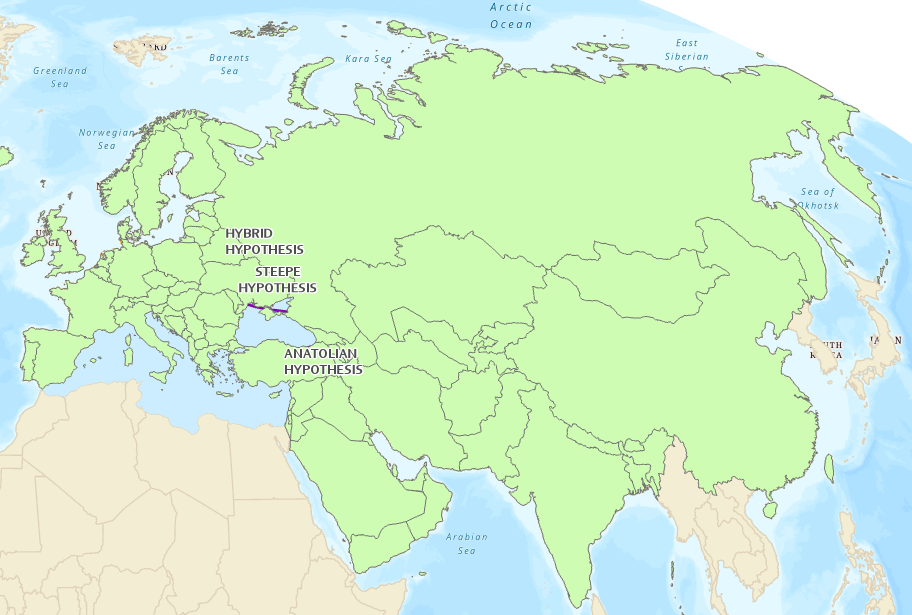 Arctic
Ocean
East
Siberian
Barents
Sea
Kara Sea
Greenland
Sea
Norwegian
Sea
Sea of
Okhotsk
HYBRID
HYPOTHESIS
STEEPE
HYPOTHESIS
ANATOLIAN
HYPOTHESIS
Arabian
Sea